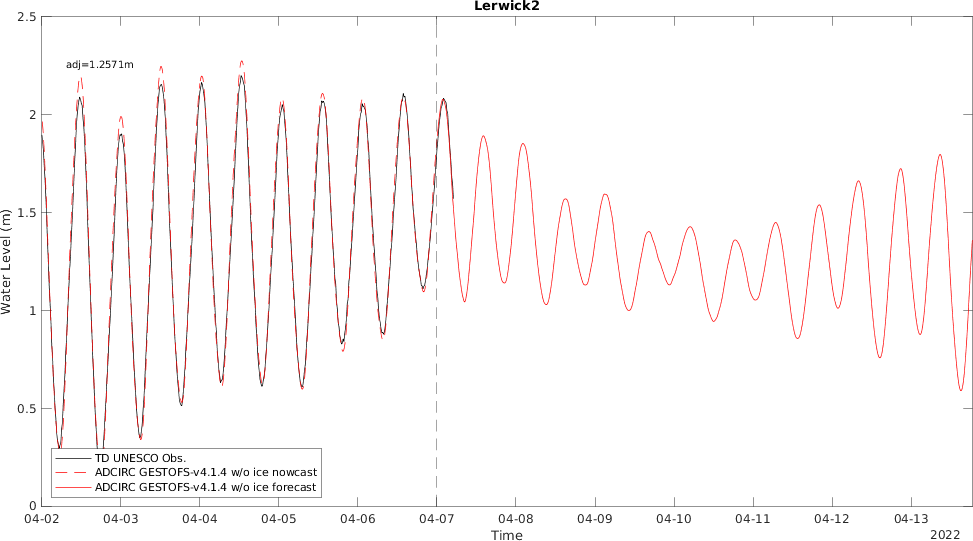 Lerwick2
2.5
adj=1.2571m
2
1.5
Water Level (m)
1
0.5
TD UNESCO Obs.
ADCIRC GESTOFS-v4.1.4 w/o ice nowcast
ADCIRC GESTOFS-v4.1.4 w/o ice forecast
0
04-02 04-03 04-04 04-05 04-06 04-07 04-08 04-09 04-10 04-11 04-12 04-13
Time
2022